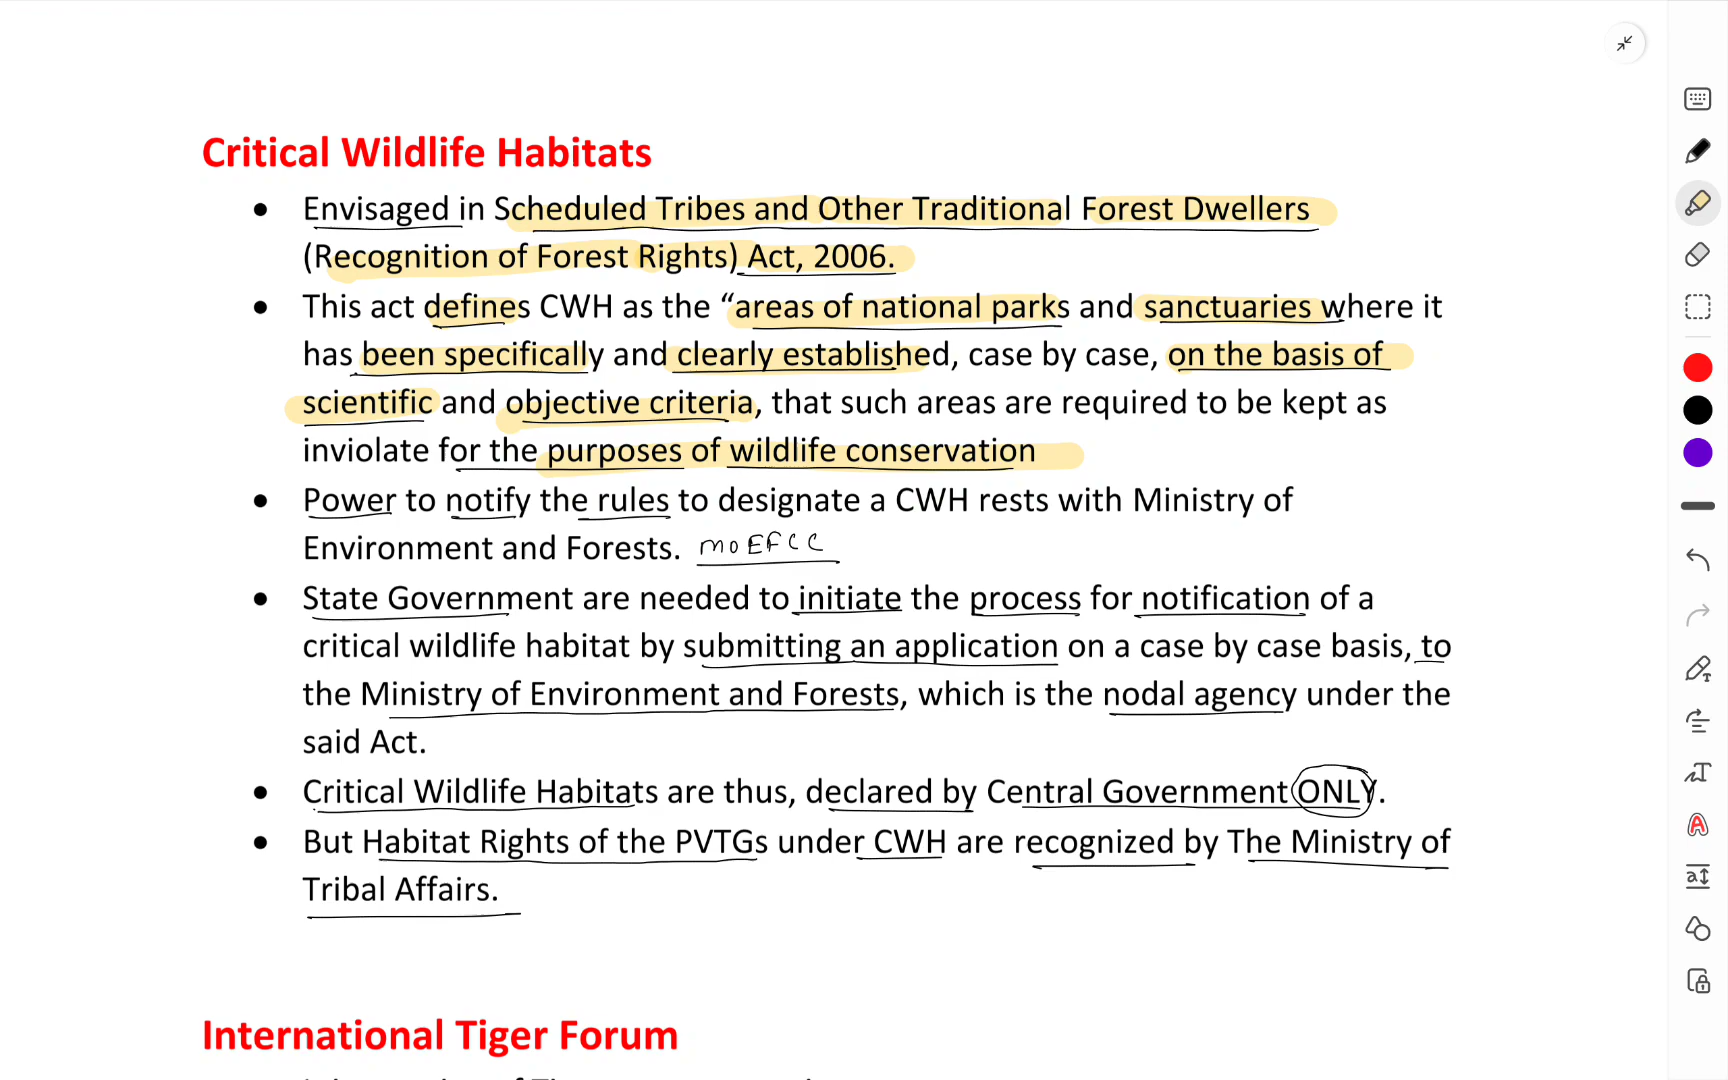 Critical Wildlife Habitats
• Envisaged in Scheduled Tribes and Other Traditional Forest Dwellers
(Recognition of Forest Rights) Act, 2006.
• This act defines CWH as the “areas of national parks and sanctuaries where it
has been specifically and clearly established, case by case, on the basis of
scientific and objective criteria, that such areas are required to be kept as
inviolate for the purposes of wildlife conservation
• Power to notify the rules to designate a CWH rests with Ministry of
Environment and Forests. MOEFCC
• State Government are needed to initiate the process for notification of a
critical wildlife habitat by submitting an application on a case by case basis, to
the Ministry of Environment and Forests, which is the nodal agency under the
said Act.
• Critical Wildlife Habitats are thus, declared by Central Government ONLY.
• But Habitat Rights of the PVTGs under CWH are recognized by The Ministry of
Tribal Affairs.
International Tiger Forum